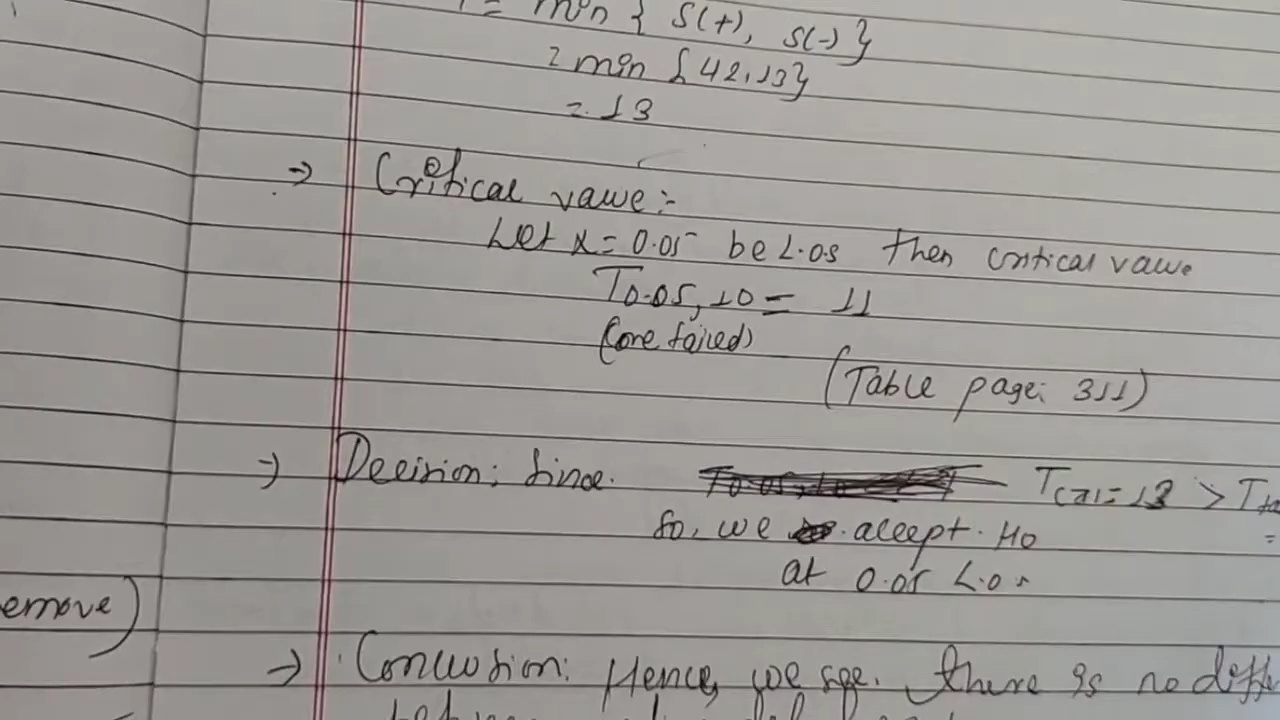 = min { S(+), S(-) }
= min {42,13}
= 13
→ Critical value:-
Let α = 0.05 be L.O.S then critical value
T0.05,10 = 11
(one tailed)
(Table page: 311)
→ Decision: Since. Tcal = 13 > T
So, we accept H0
at 0.05 L.O.S
emove)
→ Conclusion: Hence, we see. there is no diffe